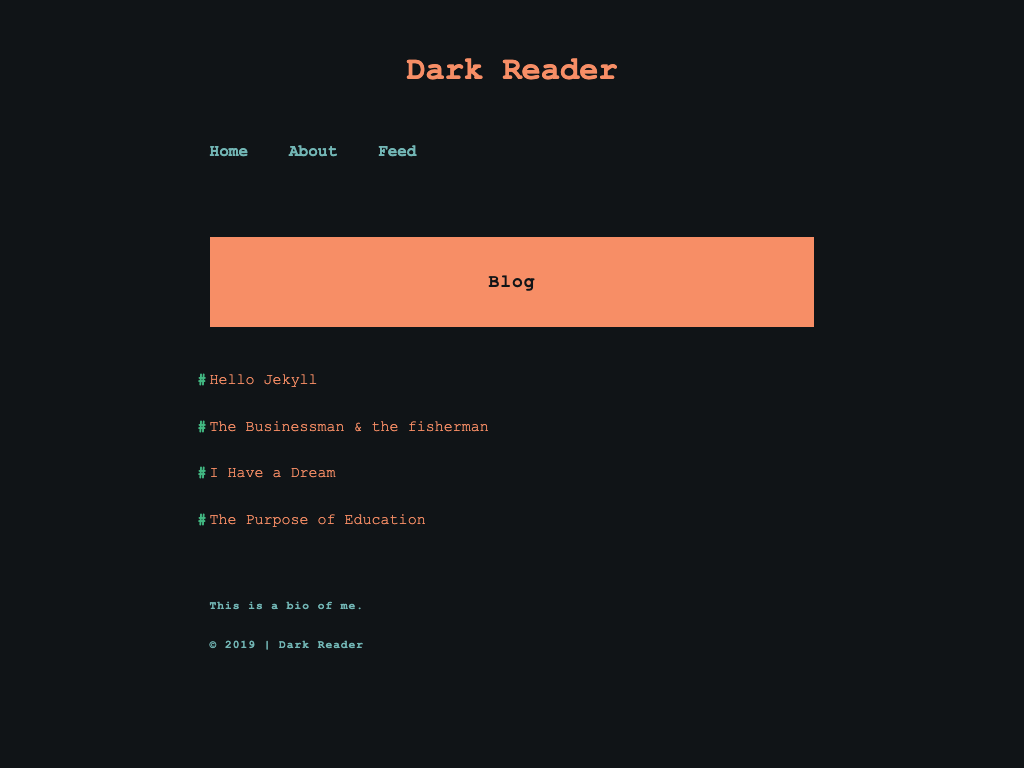 Dark Reader
Home About Feed
Blog
#Hello Jekyll
#The Businessman & the fisherman
#I Have a Dream
#The Purpose of Education
This is a bio of me.
© 2019 | Dark Reader